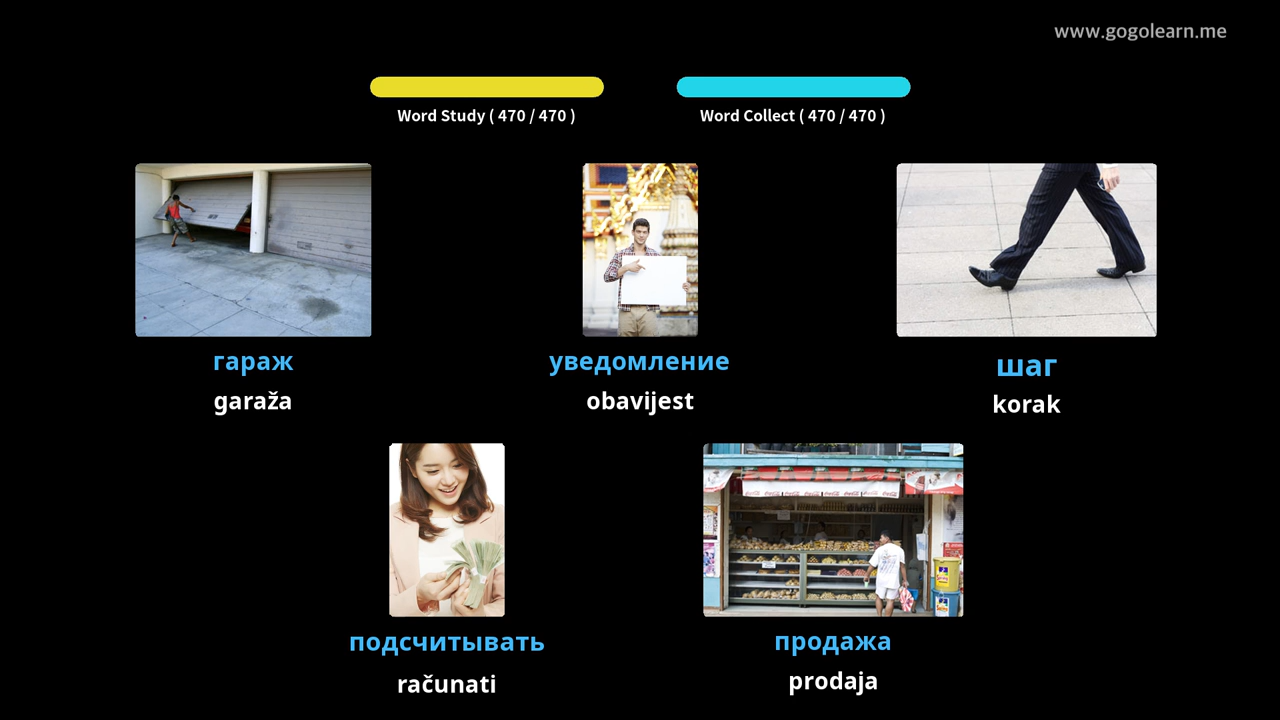 www.gogolearn.me
Word Study ( 470 / 470 )
Word Collect ( 470 / 470 )
гараж
garaža
уведомление
obavijest
шаг
korak
подсчитывать
računati
продажа
prodaja